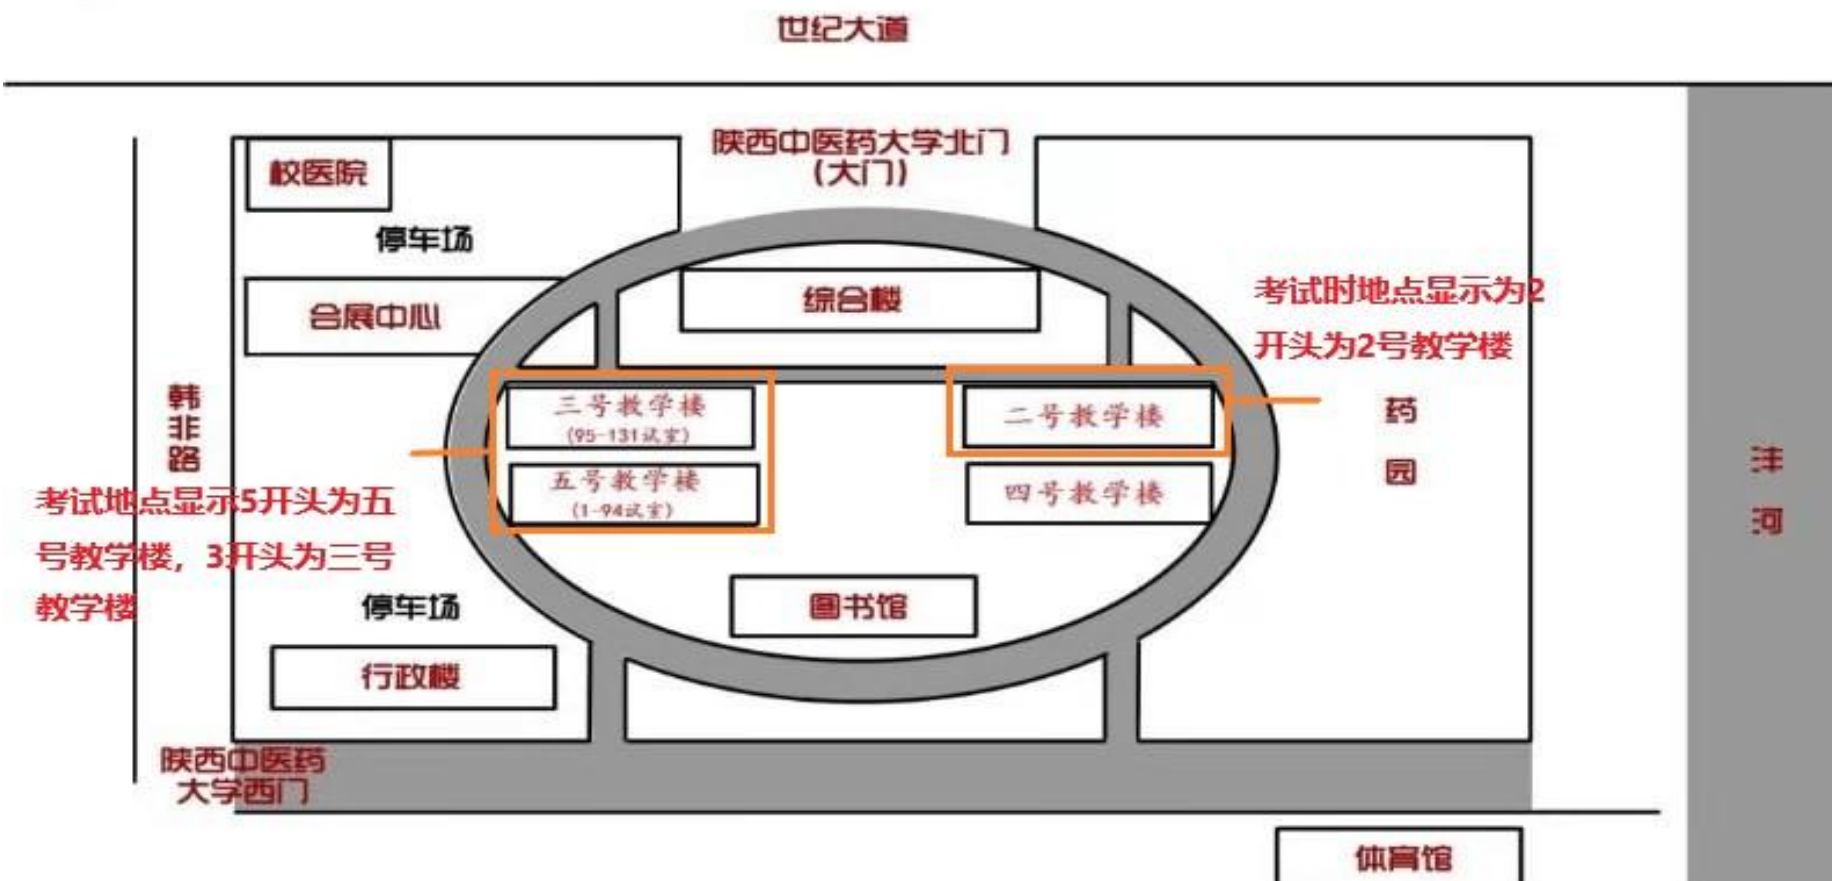 世纪大道
陕西中医药大学北门
(大门)
校医院
停车场
会展中心
综合楼
考试时地点显示为2
开头为2号教学楼
韩非路
三号教学楼
(95-131试室)
二号教学楼
药园
五号教学楼
(1-94试室)
四号教学楼
沣河
考试地点显示5开头为五
号教学楼，3开头为三号
教学楼
停车场
图书馆
行政楼
陕西中医药
大学西门
体育馆